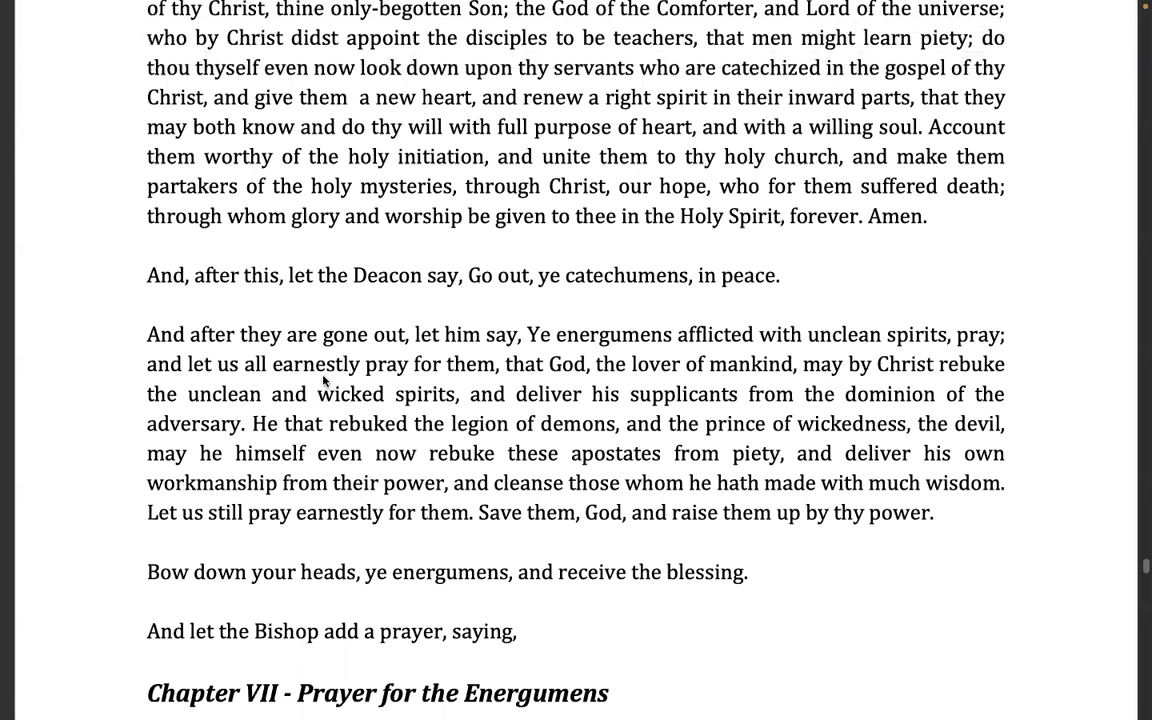 of thy Christ, thine only-begotten Son; the God of the Comforter, and Lord of the universe;
who by Christ didst appoint the disciples to be teachers, that men might learn piety; do
thou thyself even now look down upon thy servants who are catechized in the gospel of thy
Christ, and give them a new heart, and renew a right spirit in their inward parts, that they
may both know and do thy will with full purpose of heart, and with a willing soul. Account
them worthy of the holy initiation, and unite them to thy holy church, and make them
partakers of the holy mysteries, through Christ, our hope, who for them suffered death;
through whom glory and worship be given to thee in the Holy Spirit, forever. Amen.
And, after this, let the Deacon say, Go out, ye catechumens, in peace.
And after they are gone out, let him say, Ye energumens afflicted with unclean spirits, pray;
and let us all earnestly pray for them, that God, the lover of mankind, may by Christ rebuke
the unclean and wicked spirits, and deliver his supplicants from the dominion of the
adversary. He that rebuked the legion of demons, and the prince of wickedness, the devil,
may he himself even now rebuke these apostates from piety, and deliver his own
workmanship from their power, and cleanse those whom he hath made with much wisdom.
Let us still pray earnestly for them. Save them, God, and raise them up by thy power.
Bow down your heads, ye energumens, and receive the blessing.
And let the Bishop add a prayer, saying,
Chapter VII - Prayer for the Energumens